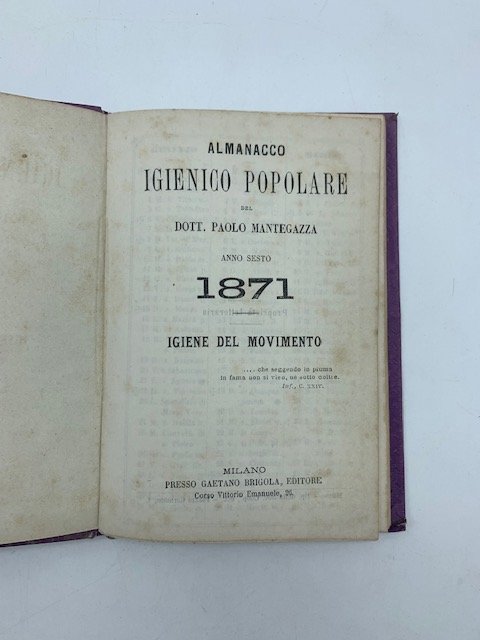 ALMANACCO
IGIENICO POPOLARE
DEL
DOTT. PAOLO MANTEGAZZA
ANNO SESTO
1871
IGIENE DEL MOVIMENTO
.... che seggendo in piuma
in fama non si vien, nè sotto coltre.
Inf., C. XXIV.
MILANO
PRESSO GAETANO BRIGOLA, EDITORE
Corso Vittorio Emanuele, 26.